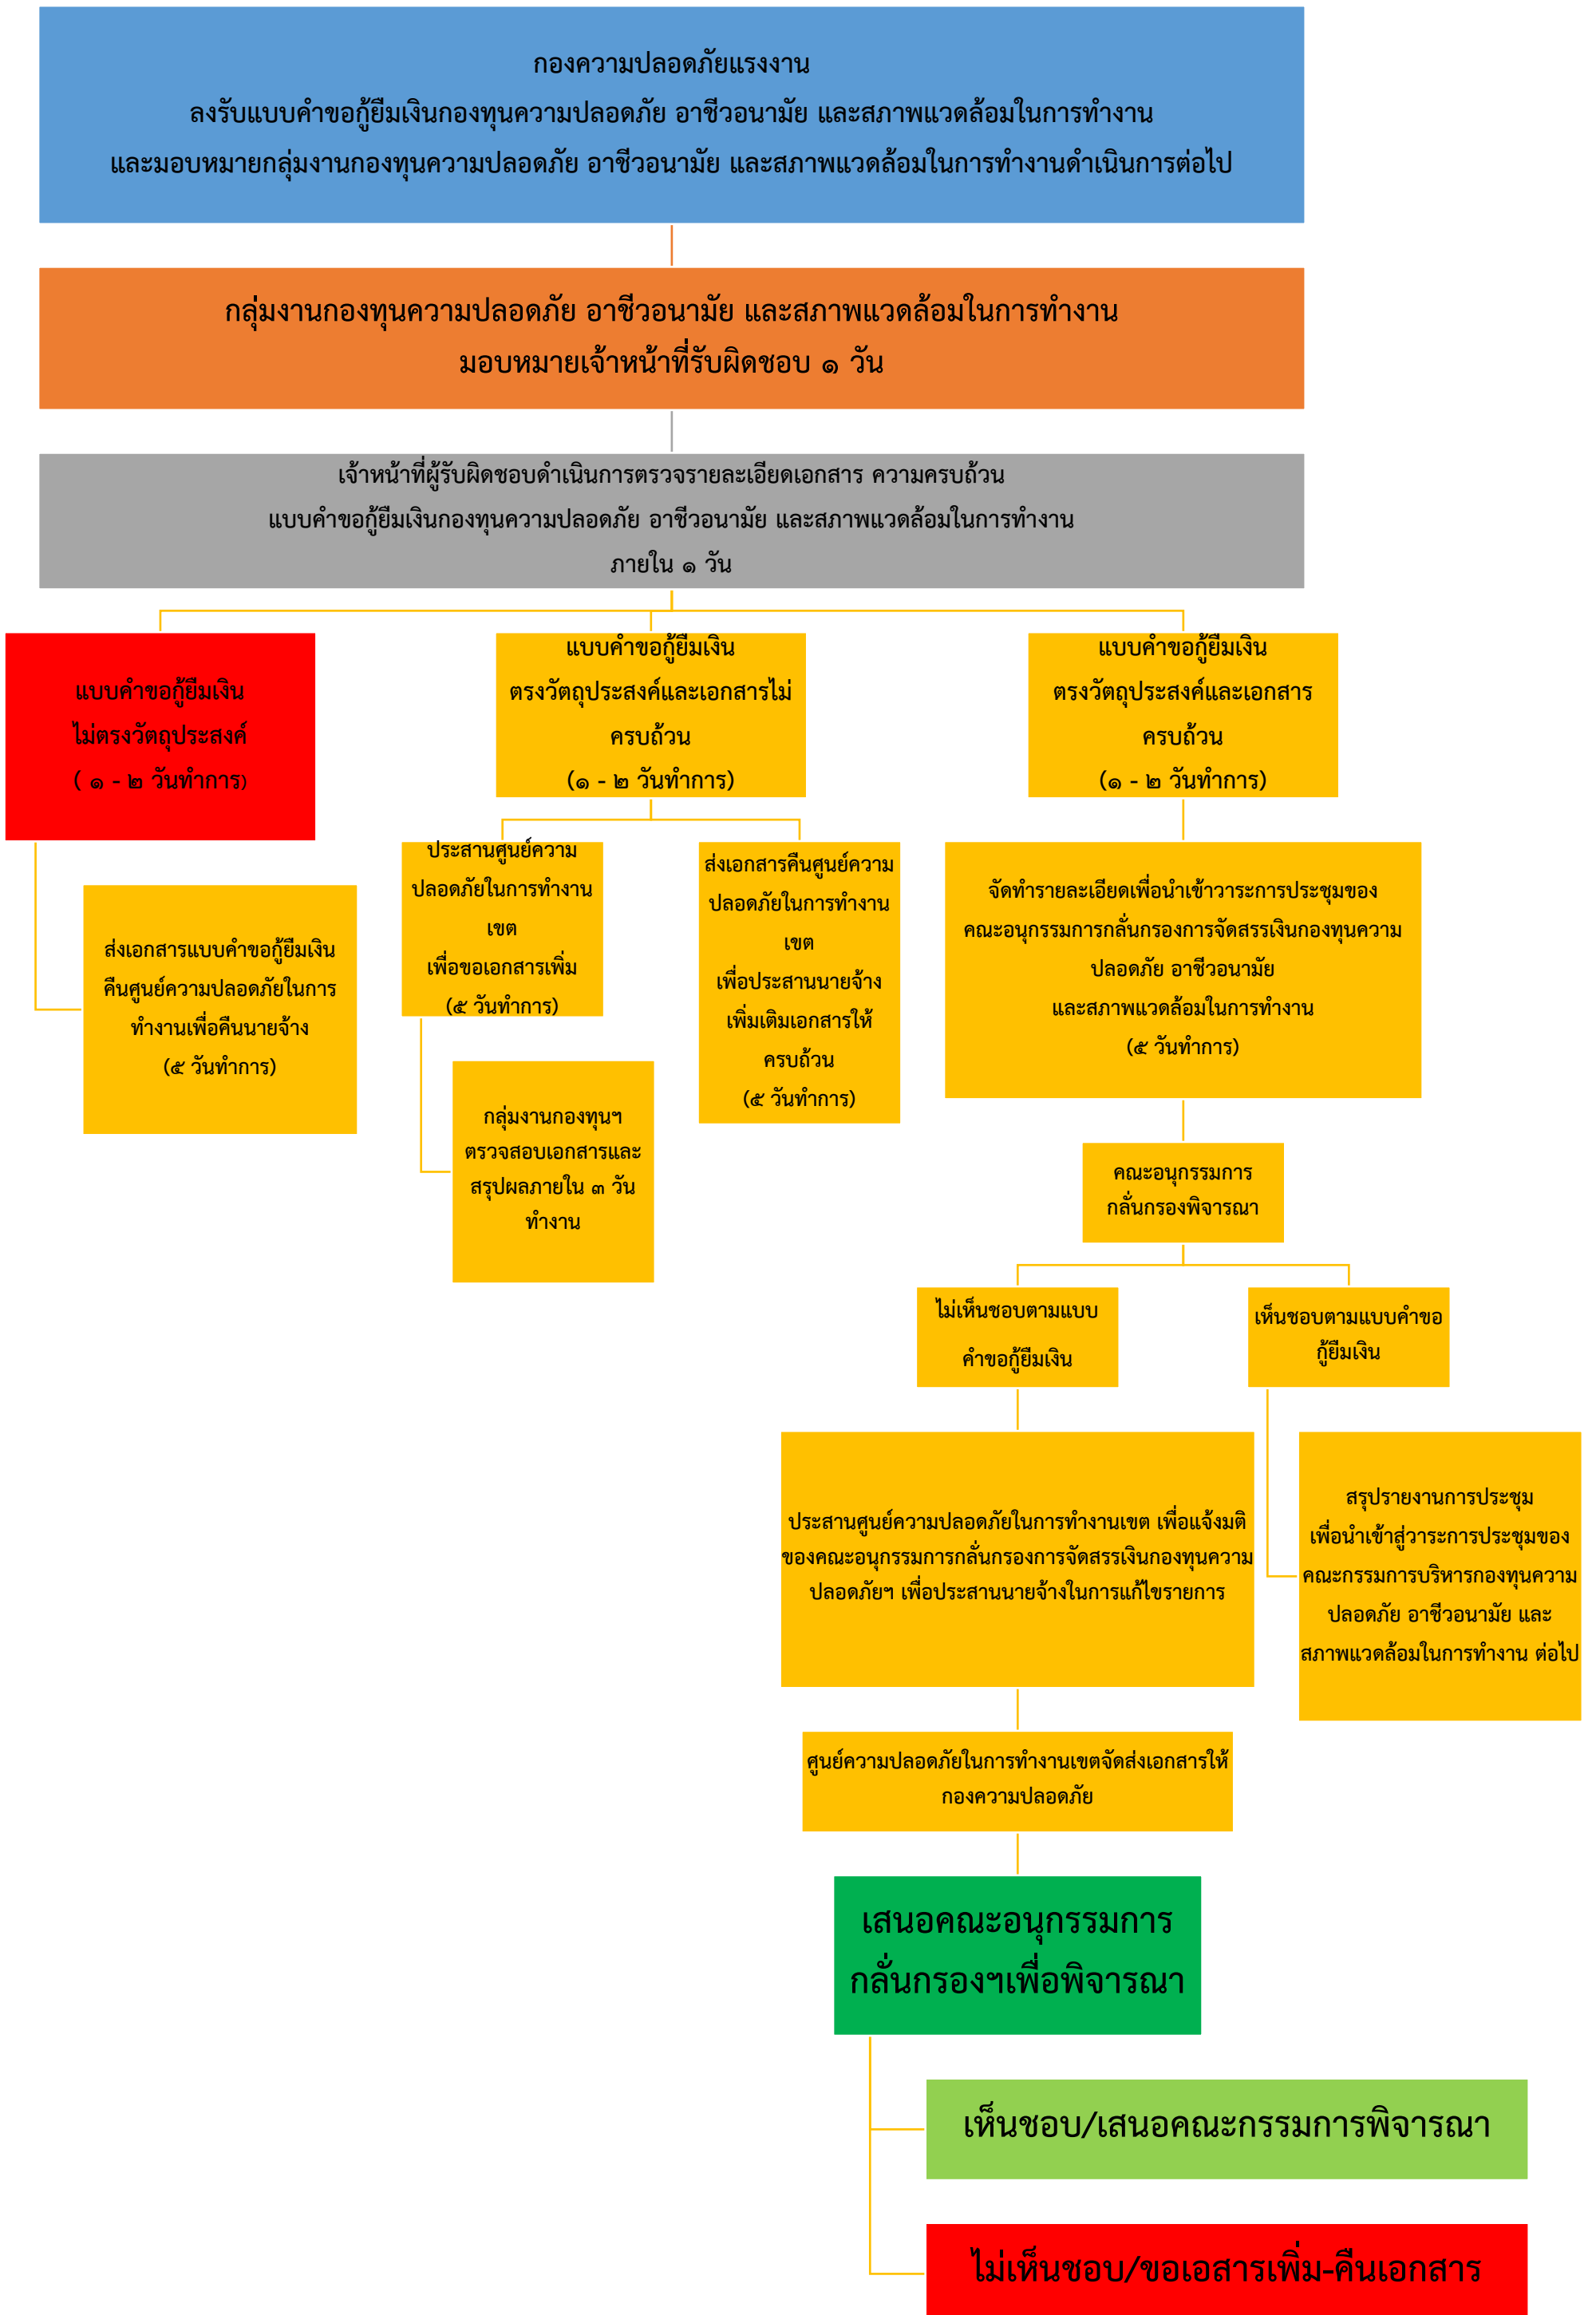 กองความปลอดภัยแรงงาน
ลงรับแบบคำขอกู้ยืมเงินกองทุนความปลอดภัย อาชีวอนามัย และสภาพแวดล้อมในการทำงาน
และมอบหมายกลุ่มงานกองทุนความปลอดภัย อาชีวอนามัย และสภาพแวดล้อมในการทำงานดำเนินการต่อไป
กลุ่มงานกองทุนความปลอดภัย อาชีวอนามัย และสภาพแวดล้อมในการทำงาน
มอบหมายเจ้าหน้าที่รับผิดชอบ ๑ วัน
เจ้าหน้าที่ผู้รับผิดชอบดำเนินการตรวจรายละเอียดเอกสาร ความครบถ้วน
แบบคำขอกู้ยืมเงินกองทุนความปลอดภัย อาชีวอนามัย และสภาพแวดล้อมในการทำงาน
ภายใน ๑ วัน
แบบคำขอกู้ยืมเงิน
ไม่ตรงวัตถุประสงค์
( ๑ - ๒ วันทำการ)
ส่งเอกสารแบบคำขอกู้ยืมเงิน
คืนศูนย์ความปลอดภัยในการ
ทำงานเพื่อคืนนายจ้าง
(๕ วันทำการ)
แบบคำขอกู้ยืมเงิน
ตรงวัตถุประสงค์และเอกสารไม่
ครบถ้วน
(๑ - ๒ วันทำการ)
ประสานศูนย์ความ
ปลอดภัยในการทำงาน
เขต
เพื่อขอเอกสารเพิ่ม
(๕ วันทำการ)
กลุ่มงานกองทุนฯ
ตรวจสอบเอกสารและ
สรุปผลภายใน ๓ วัน
ทำงาน
ส่งเอกสารคืนศูนย์ความ
ปลอดภัยในการทำงาน
เขต
เพื่อประสานนายจ้าง
เพิ่มเติมเอกสารให้
ครบถ้วน
(๕ วันทำการ)
แบบคำขอกู้ยืมเงิน
ตรงวัตถุประสงค์และเอกสาร
ครบถ้วน
(๑ - ๒ วันทำการ)
จัดทำรายละเอียดเพื่อนำเข้าวาระการประชุมของ
คณะอนุกรรมการกลั่นกรองการจัดสรรเงินกองทุนความ
ปลอดภัย อาชีวอนามัย
และสภาพแวดล้อมในการทำงาน
(๕ วันทำการ)
คณะอนุกรรมการ
กลั่นกรองพิจารณา
ไม่เห็นชอบตามแบบ
คำขอกู้ยืมเงิน
ประสานศูนย์ความปลอดภัยในการทำงานเขต เพื่อแจ้งมติ
ของคณะอนุกรรมการกลั่นกรองการจัดสรรเงินกองทุนความ
ปลอดภัยฯ เพื่อประสานนายจ้างในการแก้ไขรายการ
ศูนย์ความปลอดภัยในการทำงานเขตจัดส่งเอกสารให้
กองความปลอดภัย
เสนอคณะอนุกรรมการ
กลั่นกรองฯเพื่อพิจารณา
เห็นชอบ/เสนอคณะกรรมการพิจารณา
ไม่เห็นชอบ/ขอเอสารเพิ่ม-คืนเอกสาร
เห็นชอบตามแบบคำขอ
กู้ยืมเงิน
สรุปรายงานการประชุม
เพื่อนำเข้าสู่วาระการประชุมของ
คณะกรรมการบริหารกองทุนความ
ปลอดภัย อาชีวอนามัย และ
สภาพแวดล้อมในการทำงาน ต่อไป